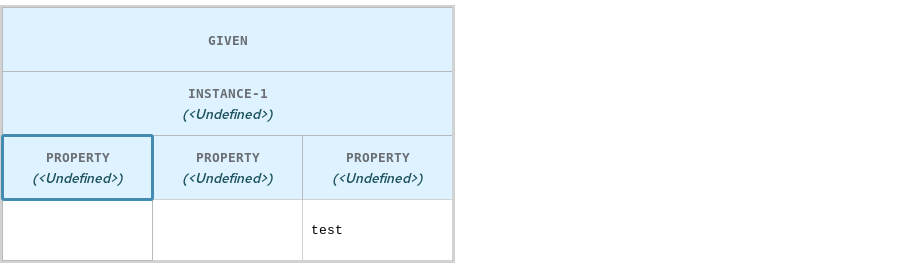 GIVEN
INSTANCE-1
(<Undefined>)
PROPERTY PROPERTY PROPERTY
(<Undefined>) (<Undefined>) (<Undefined>)
test